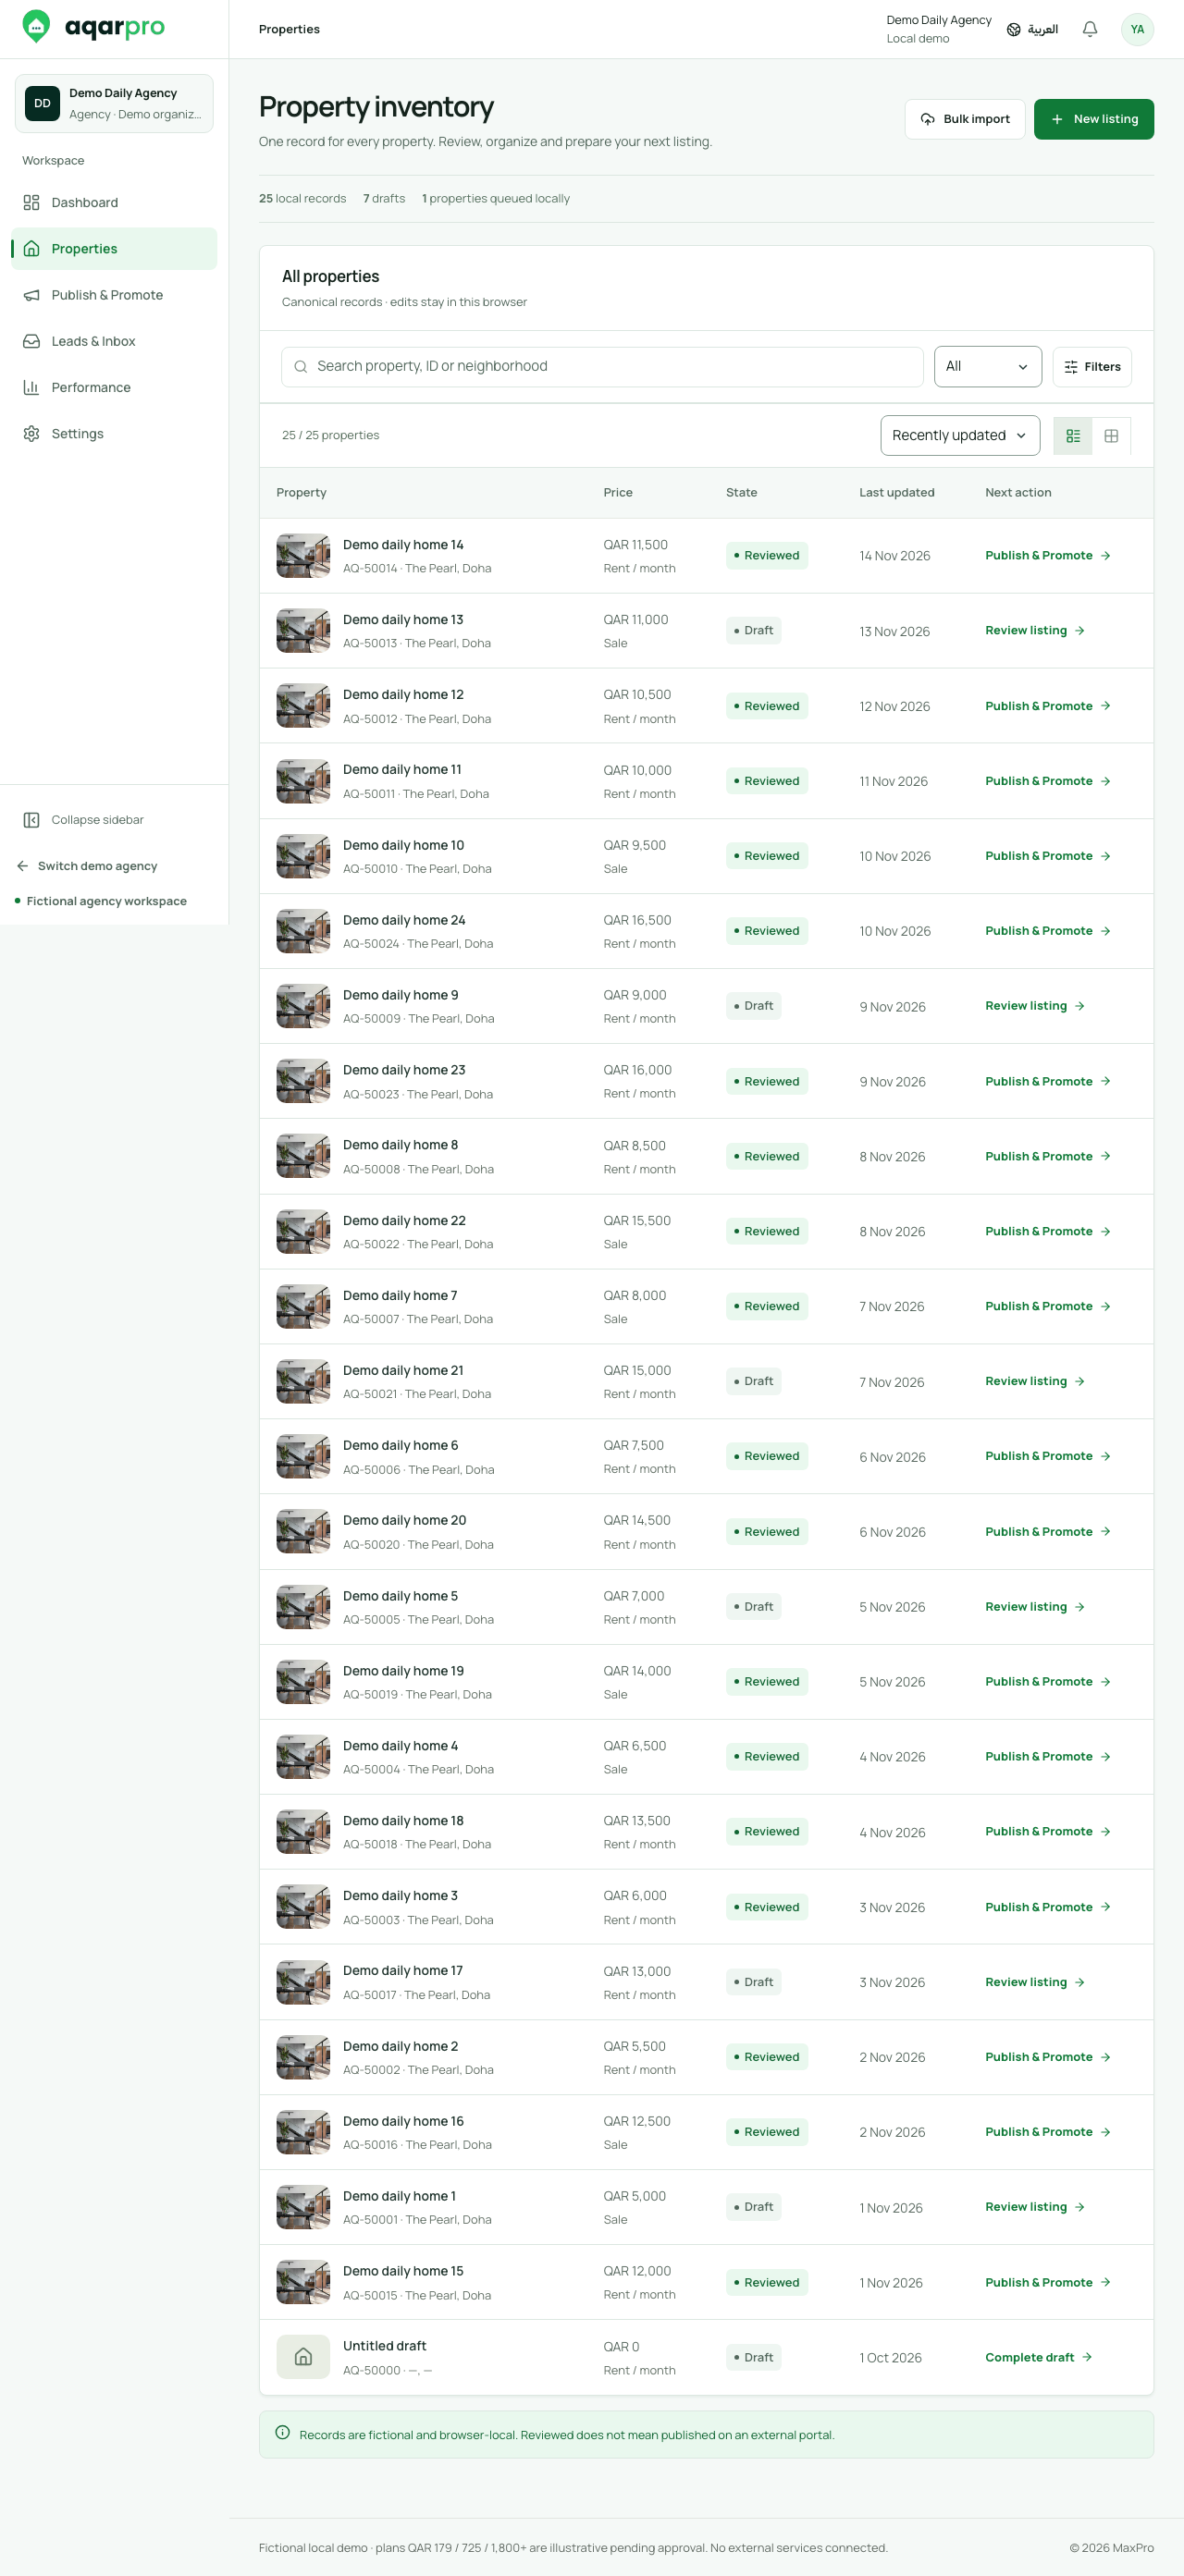 aqarpro
Properties
Demo Daily Agency
Local demo
العربية
YA
DD
Demo Daily Agency
Agency · Demo organiz...
Workspace
Dashboard
Properties
Publish & Promote
Leads & Inbox
Performance
Settings
Collapse sidebar
Switch demo agency
Fictional agency workspace
Property inventory
One record for every property. Review, organize and prepare your next listing.
Bulk import
New listing
25 local records 7 drafts 1 properties queued locally
All properties
Canonical records · edits stay in this browser
Search property, ID or neighborhood
All
Filters
25 / 25 properties
Recently updated
Property Price State Last updated Next action
Demo daily home 14 QAR 11,500 Reviewed 14 Nov 2026 Publish & Promote
AQ-50014 · The Pearl, Doha Rent / month
Demo daily home 13 QAR 11,000 Draft 13 Nov 2026 Review listing
AQ-50013 · The Pearl, Doha Sale
Demo daily home 12 QAR 10,500 Reviewed 12 Nov 2026 Publish & Promote
AQ-50012 · The Pearl, Doha Rent / month
Demo daily home 11 QAR 10,000 Reviewed 11 Nov 2026 Publish & Promote
AQ-50011 · The Pearl, Doha Rent / month
Demo daily home 10 QAR 9,500 Reviewed 10 Nov 2026 Publish & Promote
AQ-50010 · The Pearl, Doha Sale
Demo daily home 24 QAR 16,500 Reviewed 10 Nov 2026 Publish & Promote
AQ-50024 · The Pearl, Doha Rent / month
Demo daily home 9 QAR 9,000 Draft 9 Nov 2026 Review listing
AQ-50009 · The Pearl, Doha Rent / month
Demo daily home 23 QAR 16,000 Reviewed 9 Nov 2026 Publish & Promote
AQ-50023 · The Pearl, Doha Rent / month
Demo daily home 8 QAR 8,500 Reviewed 8 Nov 2026 Publish & Promote
AQ-50008 · The Pearl, Doha Rent / month
Demo daily home 22 QAR 15,500 Reviewed 8 Nov 2026 Publish & Promote
AQ-50022 · The Pearl, Doha Sale
Demo daily home 7 QAR 8,000 Reviewed 7 Nov 2026 Publish & Promote
AQ-50007 · The Pearl, Doha Sale
Demo daily home 21 QAR 15,000 Draft 7 Nov 2026 Review listing
AQ-50021 · The Pearl, Doha Rent / month
Demo daily home 6 QAR 7,500 Reviewed 6 Nov 2026 Publish & Promote
AQ-50006 · The Pearl, Doha Rent / month
Demo daily home 20 QAR 14,500 Reviewed 6 Nov 2026 Publish & Promote
AQ-50020 · The Pearl, Doha Rent / month
Demo daily home 5 QAR 7,000 Draft 5 Nov 2026 Review listing
AQ-50005 · The Pearl, Doha Rent / month
Demo daily home 19 QAR 14,000 Reviewed 5 Nov 2026 Publish & Promote
AQ-50019 · The Pearl, Doha Sale
Demo daily home 4 QAR 6,500 Reviewed 4 Nov 2026 Publish & Promote
AQ-50004 · The Pearl, Doha Sale
Demo daily home 18 QAR 13,500 Reviewed 4 Nov 2026 Publish & Promote
AQ-50018 · The Pearl, Doha Rent / month
Demo daily home 3 QAR 6,000 Reviewed 3 Nov 2026 Publish & Promote
AQ-50003 · The Pearl, Doha Rent / month
Demo daily home 17 QAR 13,000 Draft 3 Nov 2026 Review listing
AQ-50017 · The Pearl, Doha Rent / month
Demo daily home 2 QAR 5,500 Reviewed 2 Nov 2026 Publish & Promote
AQ-50002 · The Pearl, Doha Rent / month
Demo daily home 16 QAR 12,500 Reviewed 2 Nov 2026 Publish & Promote
AQ-50016 · The Pearl, Doha Sale
Demo daily home 1 QAR 5,000 Draft 1 Nov 2026 Review listing
AQ-50001 · The Pearl, Doha Sale
Demo daily home 15 QAR 12,000 Reviewed 1 Nov 2026 Publish & Promote
AQ-50015 · The Pearl, Doha Rent / month
Untitled draft QAR 0 Draft 1 Oct 2026 Complete draft
AQ-50000 · —, — Rent / month
Records are fictional and browser-local. Reviewed does not mean published on an external portal.
Fictional local demo · plans QAR 179 / 725 / 1,800+ are illustrative pending approval. No external services connected.
© 2026 MaxPro